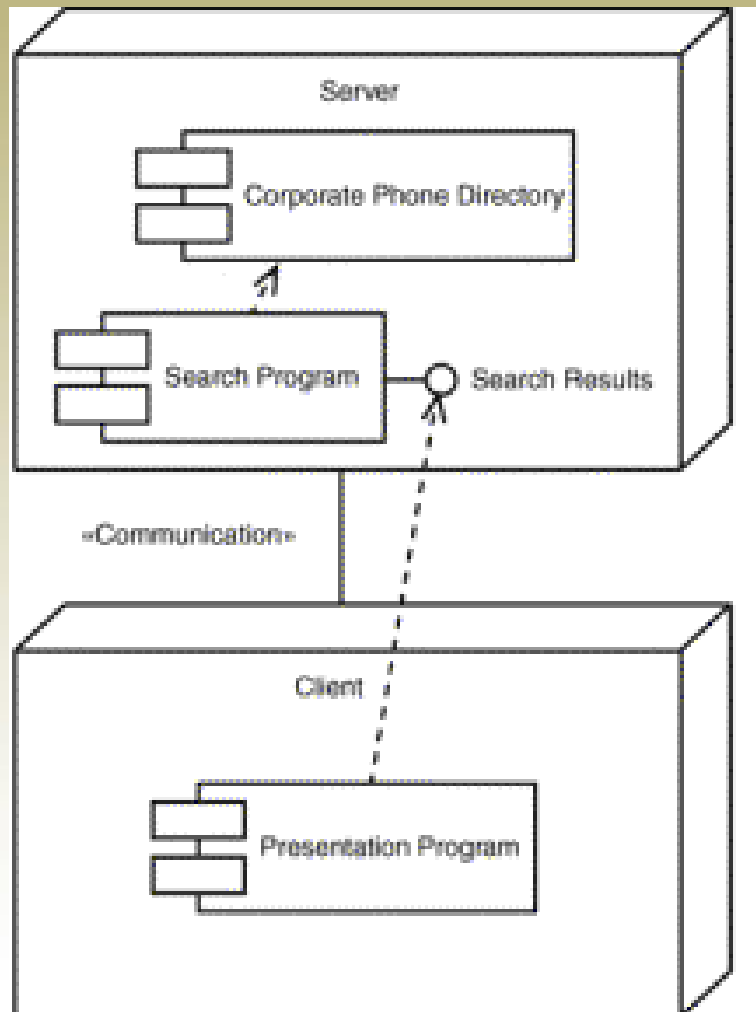 Server
Corporate Phone Directory
Search Program
Search Results
«Communication»
Client
Presentation Program